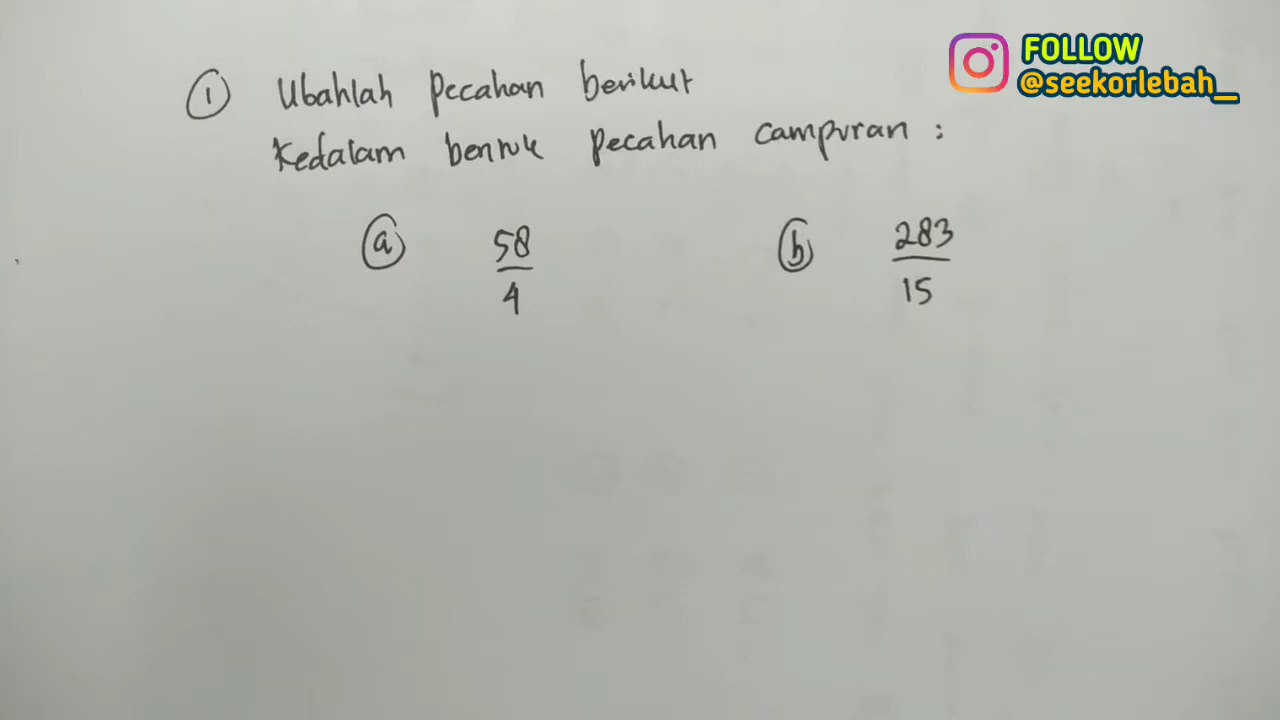 FOLLOW
@seekorlebah_
1 Ubahlah pecahan berikut
Kedalam bentuk pecahan campuran :
a 58/4
b 283/15